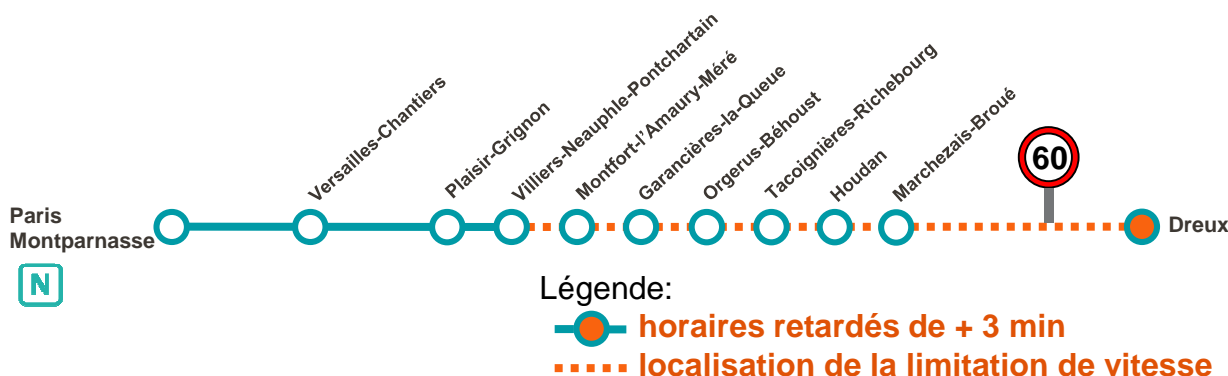 Paris
Montparnasse
N
Versailles-Chantiers
Plaisir-Grignon
Villiers-Neauphle-Pontchartain
Montfort-l'Amaury-Méré
Garancières-la-Queue
Orgerus-Béhoust
Tacoignières-Richebourg
Houdan
Marchezais-Broué
60
Dreux
Légende:
horaires retardés de + 3 min
localisation de la limitation de vitesse